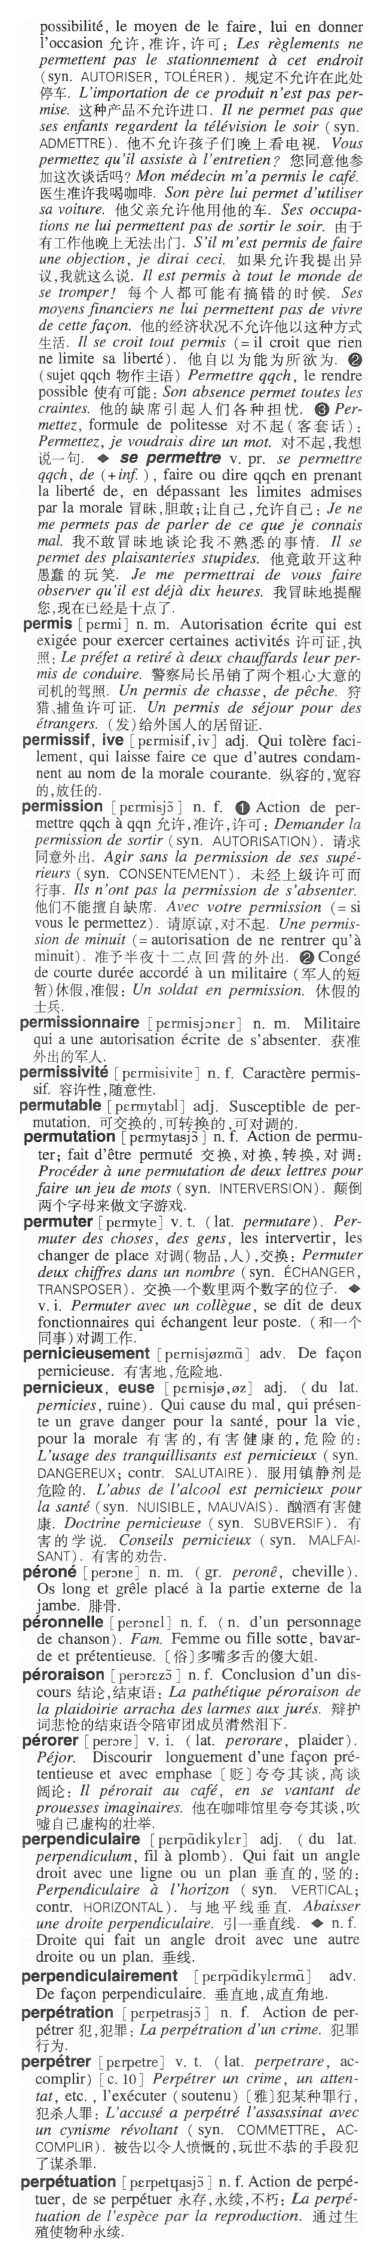 possibilité, le moyen de le faire, lui en donner
l'occasion 允许,准许,许可: Les règlements ne
permettent pas le stationnement à cet endroit
(syn. AUTORISER, TOLÉRER). 规定不允许在此处
停车. L'importation de ce produit n'est pas per-
mise. 这种产品不允许进口. Il ne permet pas que
ses enfants regardent la télévision le soir (syn.
ADMETTRE). 他不允许孩子们晚上看电视. Vous
permettez qu'il assiste à l'entretien? 您同意他参
加这次谈话吗? Mon médecin m'a permis le café.
医生准许我喝咖啡. Son père lui permet d'utiliser
sa voiture. 他父亲允许他用他的车. Ses occupa-
tions ne lui permettent pas de sortir le soir. 由于
有工作他晚上无法出门. S'il m'est permis de faire
une objection, je dirai ceci. 如果允许我提出异
议,我就这么说. Il est permis à tout le monde de
se tromper! 每个人都可能有搞错的时候. Ses
moyens financiers ne lui permettent pas de vivre
de cette façon. 他的经济状况不允许他以这种方式
生活. Il se croit tout permis (= il croit que rien
ne limite sa liberté). 他自以为能为所欲为. ❷
(sujet qqch 物作主语) Permettre qqch, le rendre
possible 使有可能: Son absence permet toutes les
craintes. 他的缺席引起人们各种担忧. ❸ Per-
mettez, formule de politesse 对不起(客套话):
Permettez, je voudrais dire un mot. 对不起,我想
说一句. ◆ se permettre v. pr. se permettre
qqch, de (+inf.), faire ou dire qqch en prenant
la liberté de, en dépassant les limites admises
par la morale 冒昧,胆敢;让自己,允许自己: Je ne
me permets pas de parler de ce que je connais
mal. 我不敢冒昧地谈论我不熟悉的事情. Il se
permet des plaisanteries stupides. 他竟敢开这种
愚蠢的玩笑. Je me permettrai de vous faire
observer qu'il est déjà dix heures. 我冒昧地提醒
您,现在已经是十点了.
permis [pɛrmi] n. m. Autorisation écrite qui est
exigée pour exercer certaines activités 许可证,执
照: Le préfet a retiré à deux chauffards leur per-
mis de conduire. 警察局长吊销了两个粗心大意的
司机的驾照. Un permis de chasse, de pêche. 狩
猎、捕鱼许可证. Un permis de séjour pour des
étrangers. (发)给外国人的居留证.
permissif, ive [pɛrmisif,iv] adj. Qui tolère faci-
lement, qui laisse faire ce que d'autres condam-
nent au nom de la morale courante. 纵容的,宽容
的,放任的.
permission [pɛrmisjɔ̃] n. f. ❶ Action de per-
mettre qqch à qqn 允许,准许,许可: Demander la
permission de sortir (syn. AUTORISATION). 请求
同意外出. Agir sans la permission de ses supé-
rieurs (syn. CONSENTEMENT). 未经上级许可而
行事. Ils n'ont pas la permission de s'absenter.
他们不能擅自缺席. Avec votre permission (= si
vous le permettez). 请原谅,对不起. Une permis-
sion de minuit (= autorisation de ne rentrer qu'à
minuit). 准予半夜十二点回营的外出. ❷ Congé
de courte durée accordé à un militaire (军人的短
暂)休假,准假: Un soldat en permission. 休假的
士兵.
permissionnaire [pɛrmisjɔnɛr] n. m. Militaire
qui a une autorisation écrite de s'absenter. 获准
外出的军人.
permissivité [pɛrmisivite] n. f. Caractère permis-
sif. 容许性,随意性.
permutable [pɛrmytabl] adj. Susceptible de per-
mutation. 可交换的,可转换的,可对调的.
permutation [pɛrmytasjɔ̃] n. f. Action de permu-
ter; fait d'être permuté 交换,对换,转换,对调:
Procéder à une permutation de deux lettres pour
faire un jeu de mots (syn. INTERVERSION). 颠倒
两个字母来做文字游戏.
permuter [pɛrmyte] v. t. (lat. permutare). Per-
muter des choses, des gens, les intervertir, les
changer de place 对调(物品,人),交换: Permuter
deux chiffres dans un nombre (syn. ÉCHANGER,
TRANSPOSER). 交换一个数里两个数字的位子. ◆
v. i. Permuter avec un collègue, se dit de deux
fonctionnaires qui échangent leur poste. (和一个
同事)对调工作.
pernicieusement [pɛrnisjøzmɑ̃] adv. De façon
pernicieuse. 有害地,危险地.
pernicieux, euse [pɛrnisjø,øz] adj. (du lat.
pernicies, ruine). Qui cause du mal, qui présen-
te un grave danger pour la santé, pour la vie,
pour la morale 有害的,有害健康的,危险的:
L'usage des tranquillisants est pernicieux (syn.
DANGEREUX; contr. SALUTAIRE). 服用镇静剂是
危险的. L'abus de l'alcool est pernicieux pour
la santé (syn. NUISIBLE, MAUVAIS). 酗酒有害健
康. Doctrine pernicieuse (syn. SUBVERSIF). 有
害的学说. Conseils pernicieux (syn. MALFAI-
SANT). 有害的劝告.
péroné [perɔne] n. m. (gr. peronê, cheville).
Os long et grêle placé à la partie externe de la
jambe. 腓骨.
péronnelle [perɔnɛl] n. f. (n. d'un personnage
de chanson). Fam. Femme ou fille sotte, bavar-
de et prétentieuse. [俗]多嘴多舌的傻大姐.
péroraison [perɔrɛzɔ̃] n. f. Conclusion d'un dis-
cours 结论,结束语: La pathétique péroraison de
la plaidoirie arracha des larmes aux jurés. 辩护
词悲怆的结束语令陪审团成员潸然泪下.
pérorer [perɔre] v. i. (lat. perorare, plaider).
Péjor. Discourir longuement d'une façon pré-
tentieuse et avec emphase [贬]夸夸其谈,高谈
阔论: Il pérorait au café, en se vantant de
prouesses imaginaires. 他在咖啡馆里夸夸其谈,吹
嘘自己虚构的壮举.
perpendiculaire [pɛrpɑ̃dikylɛr] adj. (du lat.
perpendiculum, fil à plomb). Qui fait un angle
droit avec une ligne ou un plan 垂直的,竖的:
Perpendiculaire à l'horizon (syn. VERTICAL;
contr. HORIZONTAL). 与地平线垂直. Abaisser
une droite perpendiculaire. 引一垂直线. ◆ n. f.
Droite qui fait un angle droit avec une autre
droite ou un plan. 垂线.
perpendiculairement [pɛrpɑ̃dikylɛrmɑ̃] adv.
De façon perpendiculaire. 垂直地,成直角地.
perpétration [pɛrpetrasjɔ̃] n. f. Action de per-
pétrer 犯,犯罪: La perpétration d'un crime. 犯罪
行为.
perpétrer [pɛrpetre] v. t. (lat. perpetrare, ac-
complir) [c. 10] Perpétrer un crime, un atten-
tat, etc., l'exécuter (soutenu) [雅]犯某种罪行,
犯杀人罪: L'accusé a perpétré l'assassinat avec
un cynisme révoltant (syn. COMMETTRE, AC-
COMPLIR). 被告以令人愤慨的,玩世不恭的手段犯
了谋杀罪.
perpétuation [pɛrpetɥasjɔ̃] n. f. Action de perpé-
tuer, de se perpétuer 永存,永续,不朽: La perpé-
tuation de l'espèce par la reproduction. 通过生
殖使物种永续.